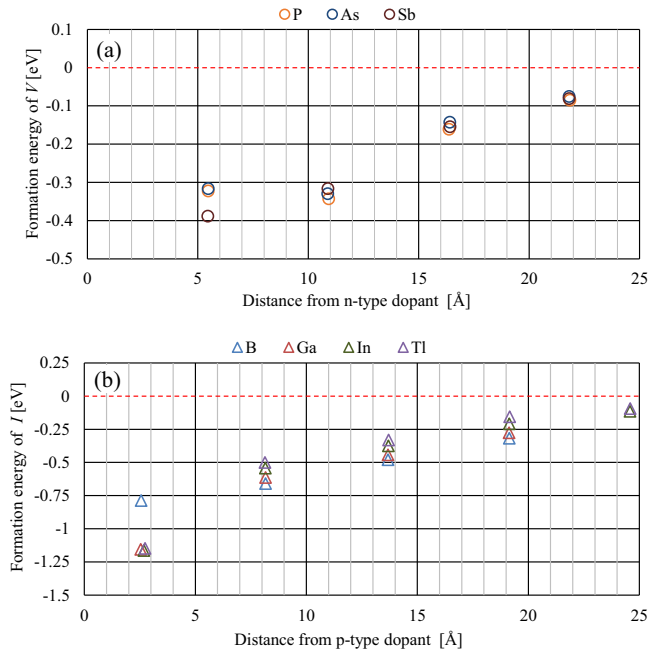 P As Sb
(a)
0.1
0
-0.1
-0.2
-0.3
-0.4
-0.5
Formation energy of V [eV]
0 5 10 15 20 25
Distance from n-type dopant [Å]
B Ga In Tl
(b)
0.25
0
-0.25
-0.5
-0.75
-1
-1.25
-1.5
Formation energy of I [eV]
0 5 10 15 20 25
Distance from p-type dopant [Å]